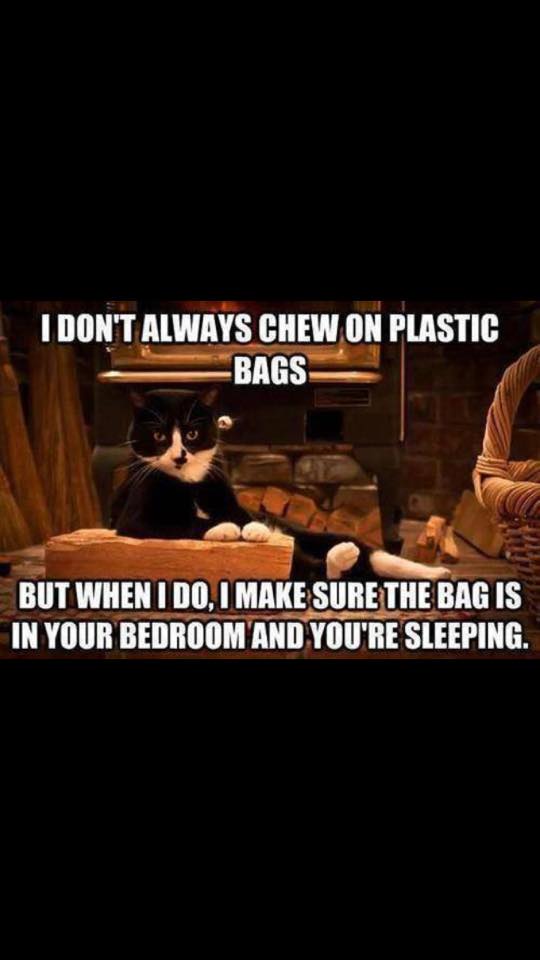 I DON'T ALWAYS CHEW ON PLASTIC
BAGS
BUT WHEN I DO, I MAKE SURE THE BAG IS
IN YOUR BEDROOM AND YOU'RE SLEEPING.